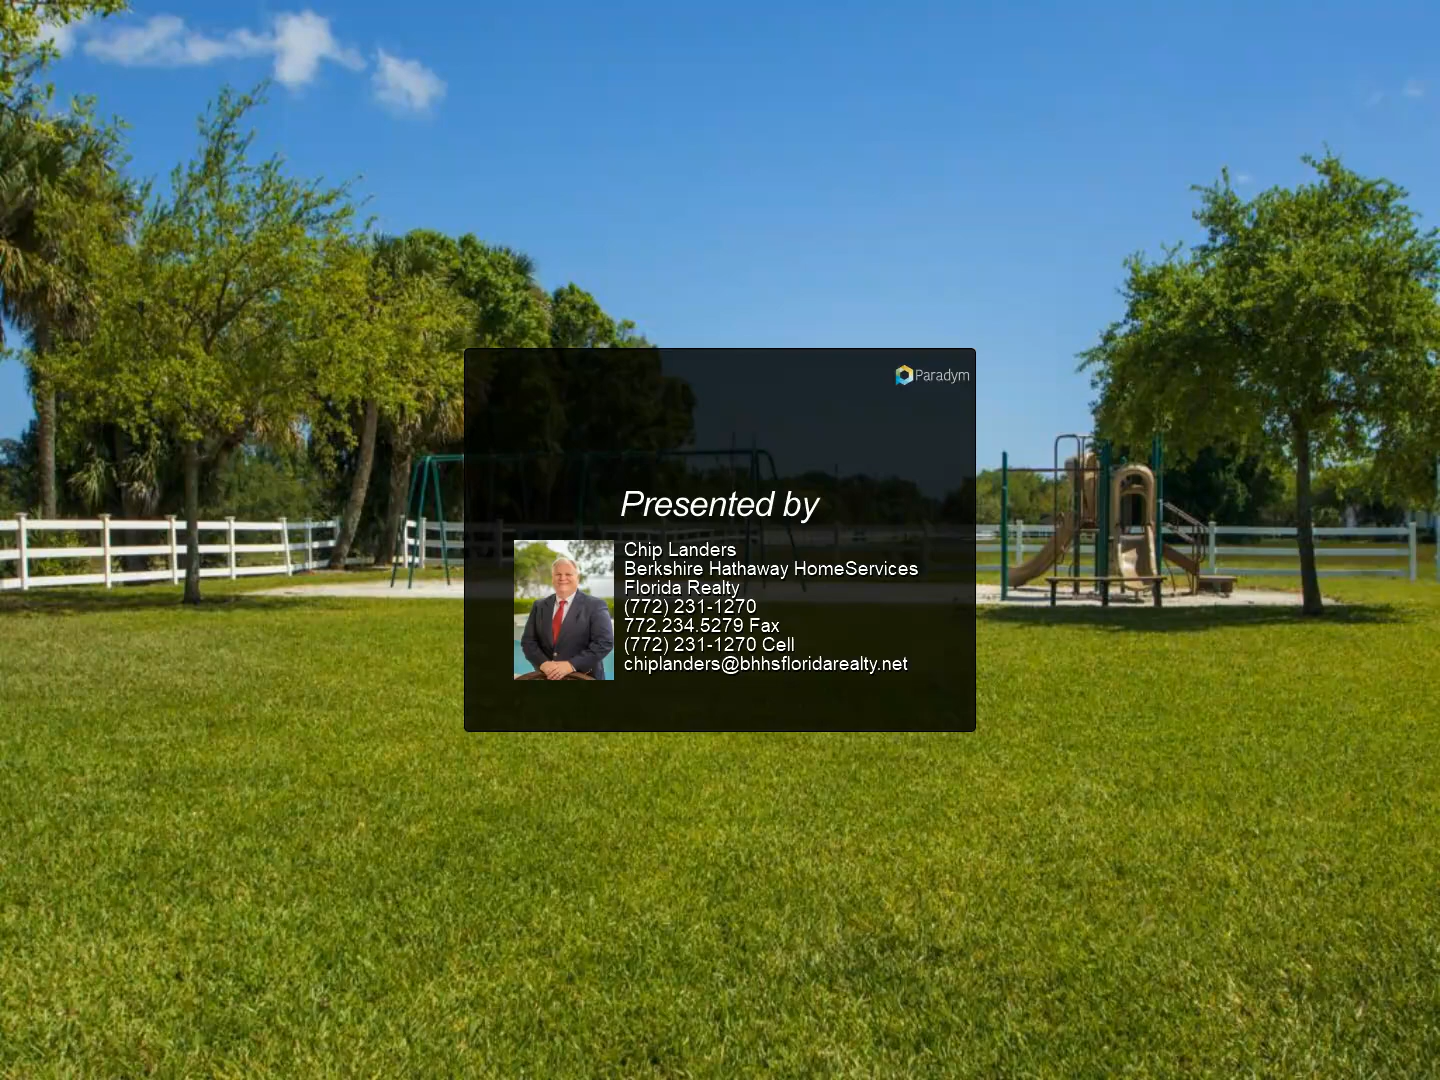 Paradym
Presented by
Chip Landers
Berkshire Hathaway HomeServices
Florida Realty
(772) 231-1270
772.234.5279 Fax
(772) 231-1270 Cell
chiplanders@bhhsfloridarealty.net